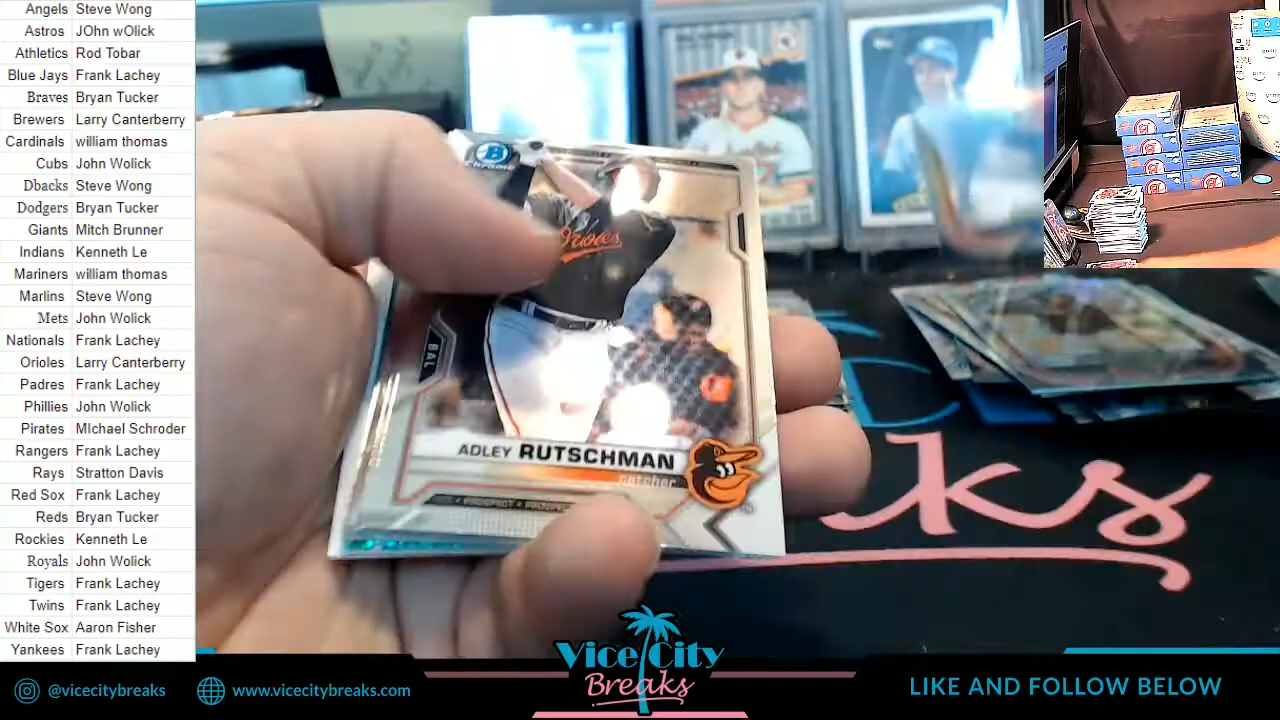 Angels Steve Wong
Astros JOhn wOlick
Athletics Rod Tobar
Blue Jays Frank Lachey
Braves Bryan Tucker
Brewers Larry Canterberry
Cardinals william thomas
Cubs John Wolick
Dbacks Steve Wong
Dodgers Bryan Tucker
Giants Mitch Brunner
Indians Kenneth Le
Mariners william thomas
Marlins Steve Wong
Mets John Wolick
Nationals Frank Lachey
Orioles Larry Canterberry
Padres Frank Lachey
Phillies John Wolick
Pirates MIchael Schroder
Rangers Frank Lachey
Rays Stratton Davis
Red Sox Frank Lachey
Reds Bryan Tucker
Rockies Kenneth Le
Royals John Wolick
Tigers Frank Lachey
Twins Frank Lachey
White Sox Aaron Fisher
Yankees Frank Lachey
B
Chrome
Orioles
BAL
ADLEY RUTSCHMAN
catcher
PROSPECT
Topps
ks
@vicecitybreaks
www.vicecitybreaks.com
Vice City
Breaks
LIKE AND FOLLOW BELOW